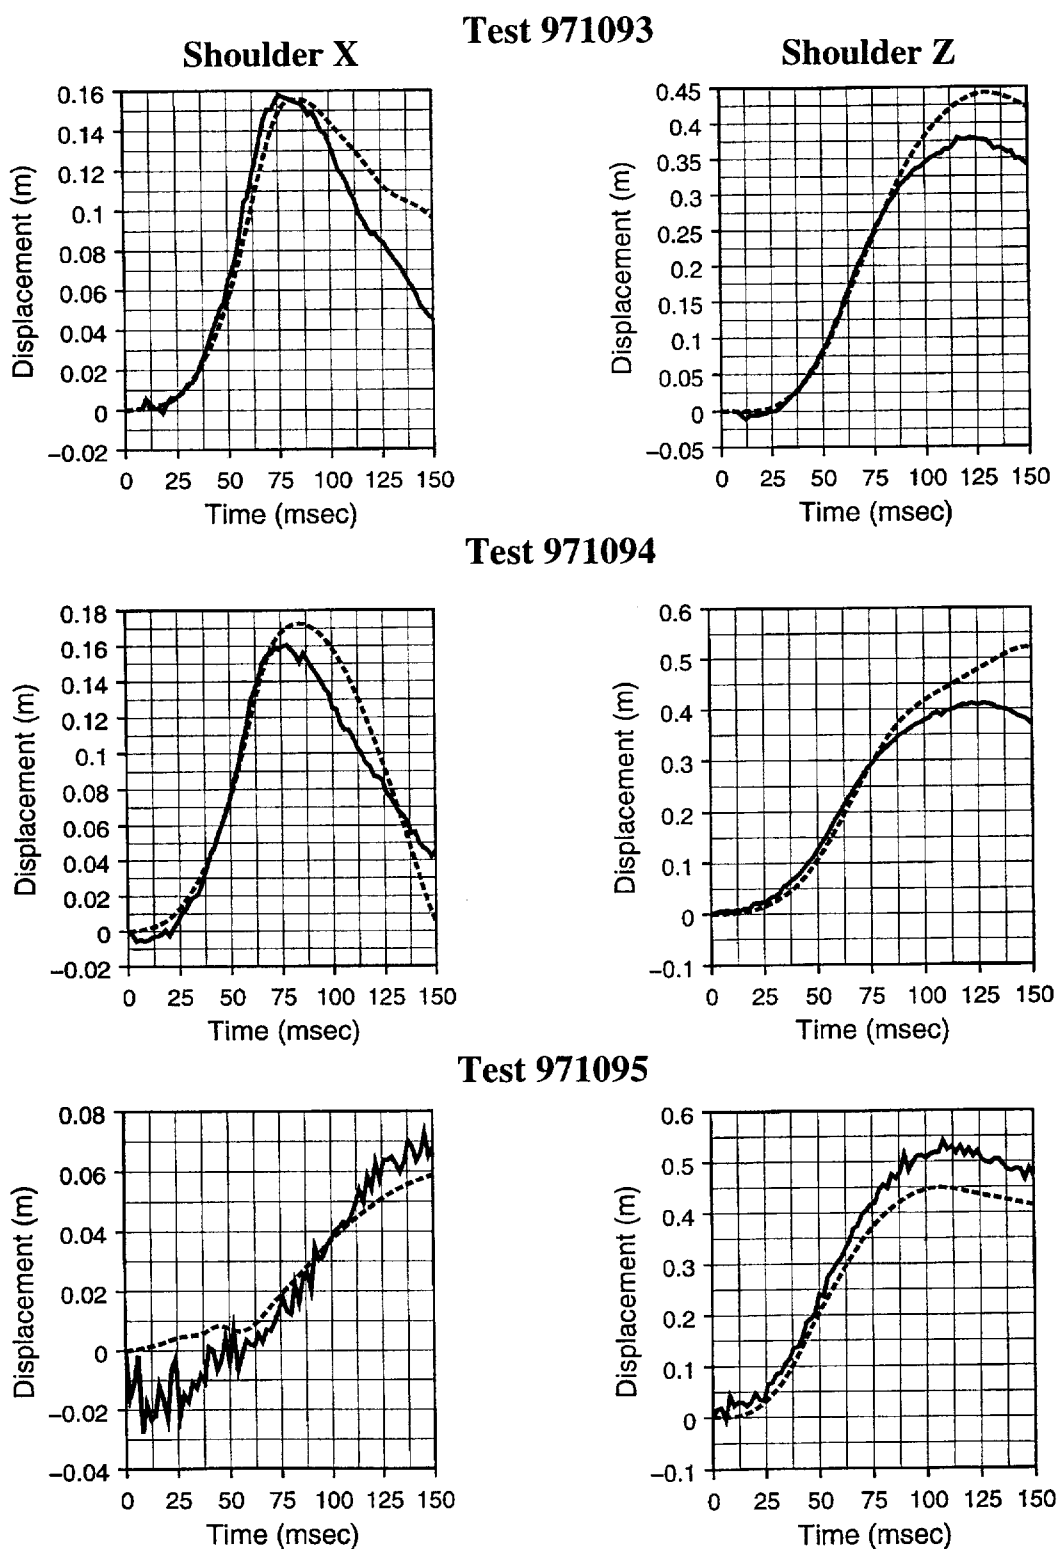 Test 971093
Shoulder X
Shoulder Z
Displacement (m)
0.16
0.14
0.12
0.1
0.08
0.06
0.04
0.02
0
−0.02
0 25 50 75 100 125 150
Time (msec)
Displacement (m)
0.45
0.4
0.35
0.3
0.25
0.2
0.15
0.1
0.05
0
−0.05
0 25 50 75 100 125 150
Time (msec)
Test 971094
Displacement (m)
0.18
0.16
0.14
0.12
0.1
0.08
0.06
0.04
0.02
0
−0.02
0 25 50 75 100 125 150
Time (msec)
Displacement (m)
0.6
0.5
0.4
0.3
0.2
0.1
0
−0.1
0 25 50 75 100 125 150
Time (msec)
Test 971095
Displacement (m)
0.08
0.06
0.04
0.02
0
−0.02
−0.04
0 25 50 75 100 125 150
Time (msec)
Displacement (m)
0.6
0.5
0.4
0.3
0.2
0.1
0
−0.1
0 25 50 75 100 125 150
Time (msec)